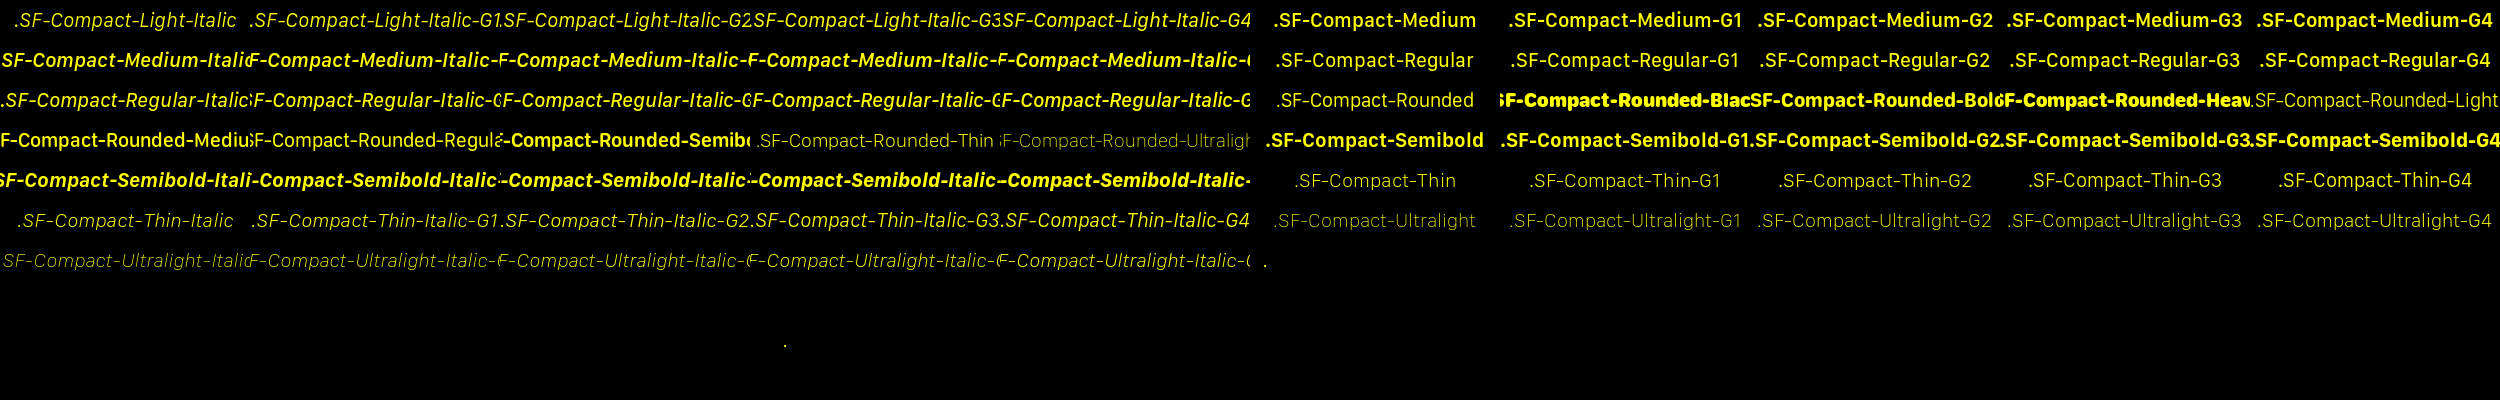 .SF-Compact-Light-Italic .SF-Compact-Light-Italic-G1 .SF-Compact-Light-Italic-G2 .SF-Compact-Light-Italic-G3 .SF-Compact-Light-Italic-G4 .SF-Compact-Medium .SF-Compact-Medium-G1 .SF-Compact-Medium-G2 .SF-Compact-Medium-G3 .SF-Compact-Medium-G4
SF-Compact-Medium-Italic F-Compact-Medium-Italic- F-Compact-Medium-Italic- F-Compact-Medium-Italic- F-Compact-Medium-Italic- .SF-Compact-Regular .SF-Compact-Regular-G1 .SF-Compact-Regular-G2 .SF-Compact-Regular-G3 .SF-Compact-Regular-G4
.SF-Compact-Regular-Italic SF-Compact-Regular-Italic-G SF-Compact-Regular-Italic-G SF-Compact-Regular-Italic-G SF-Compact-Regular-Italic-G .SF-Compact-Rounded SF-Compact-Rounded-Blac SF-Compact-Rounded-Bold SF-Compact-Rounded-Heav .SF-Compact-Rounded-Light
F-Compact-Rounded-Mediu SF-Compact-Rounded-Regula -Compact-Rounded-Semibo .SF-Compact-Rounded-Thin SF-Compact-Rounded-Ultraligh .SF-Compact-Semibold .SF-Compact-Semibold-G1 .SF-Compact-Semibold-G2 .SF-Compact-Semibold-G3 .SF-Compact-Semibold-G4
SF-Compact-Semibold-Itali -Compact-Semibold-Italic- -Compact-Semibold-Italic- -Compact-Semibold-Italic- -Compact-Semibold-Italic- .SF-Compact-Thin .SF-Compact-Thin-G1 .SF-Compact-Thin-G2 .SF-Compact-Thin-G3 .SF-Compact-Thin-G4
.SF-Compact-Thin-Italic .SF-Compact-Thin-Italic-G1 .SF-Compact-Thin-Italic-G2 .SF-Compact-Thin-Italic-G3 .SF-Compact-Thin-Italic-G4 .SF-Compact-Ultralight .SF-Compact-Ultralight-G1 .SF-Compact-Ultralight-G2 .SF-Compact-Ultralight-G3 .SF-Compact-Ultralight-G4
SF-Compact-Ultralight-Italic F-Compact-Ultralight-Italic- F-Compact-Ultralight-Italic- F-Compact-Ultralight-Italic- F-Compact-Ultralight-Italic- .
.